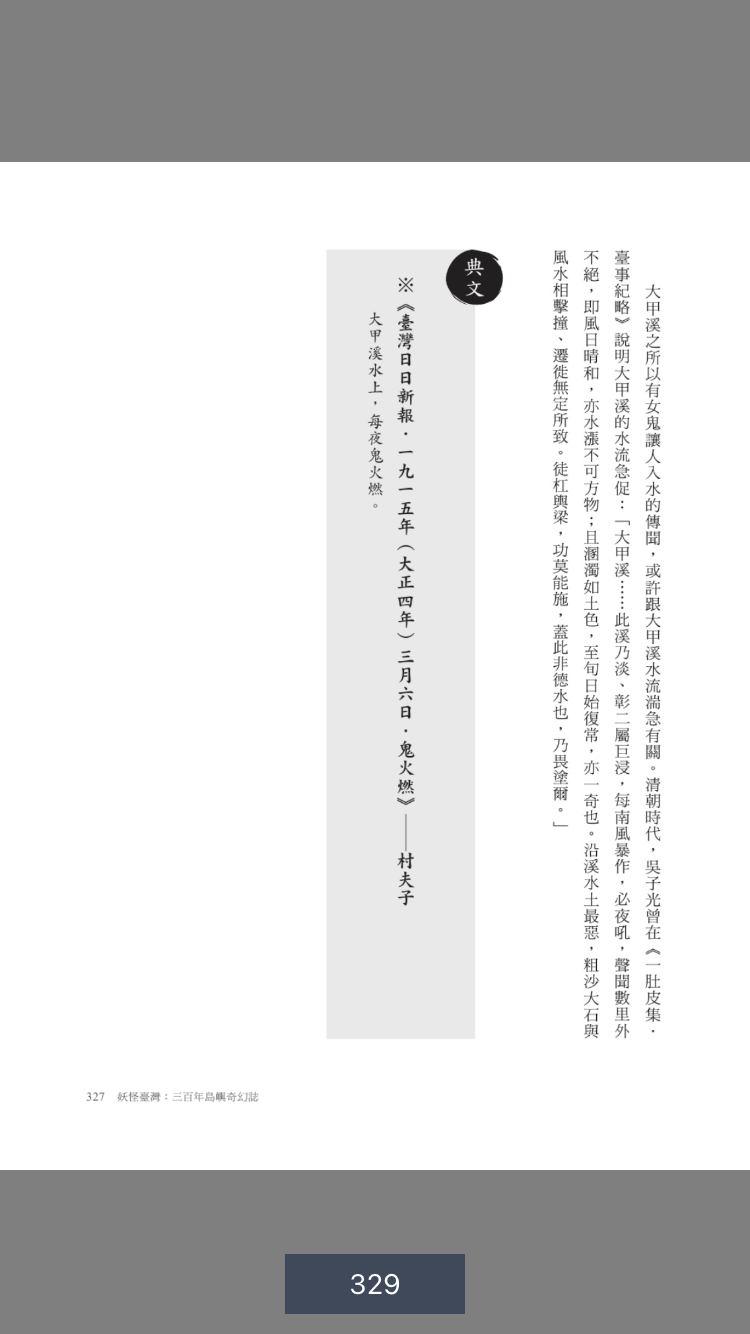 大甲溪之所以有女鬼讓人入水的傳聞，或許跟大甲溪水流湍急有關。清朝時代，吳子光曾在《一肚皮集．
臺事紀略》說明大甲溪的水流急促：「大甲溪……此溪乃淡、彰二屬巨浸，每南風暴作，必夜吼，聲聞數里外
不絕，即風日晴和，亦水漲不可方物；且溷濁如土色，至旬日始復常，亦一奇也。沿溪水土最惡，粗沙大石與
風水相擊撞、遷徙無定所致。徒杠輿梁，功莫能施，蓋此非德水也，乃畏塗爾。」
典文
※《臺灣日日新報．一九一五年（大正四年）三月六日．鬼火燃》——村夫子
大甲溪水上，每夜鬼火燃。
327 妖怪臺灣：三百年島嶼奇幻誌
329